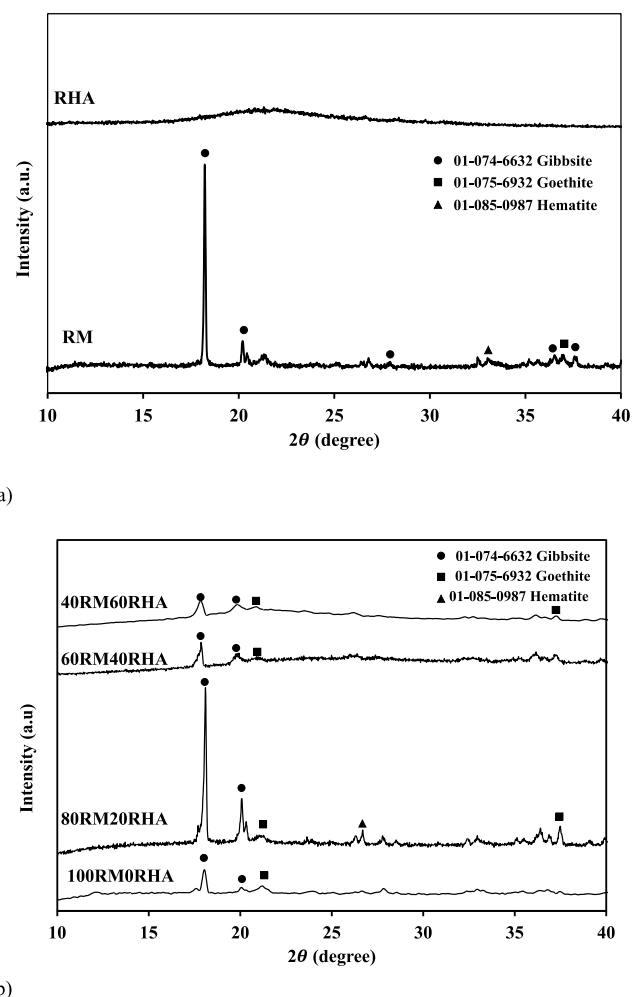 RHA
● 01-074-6632 Gibbsite
■ 01-075-6932 Goethite
▲ 01-085-0987 Hematite
RM
Intensity (a.u.)
10 15 20 25 30 35 40
2θ (degree)
a)
● 01-074-6632 Gibbsite
■ 01-075-6932 Goethite
▲ 01-085-0987 Hematite
40RM60RHA
60RM40RHA
80RM20RHA
100RM0RHA
Intensity (a.u)
10 15 20 25 30 35 40
2θ (degree)
b)